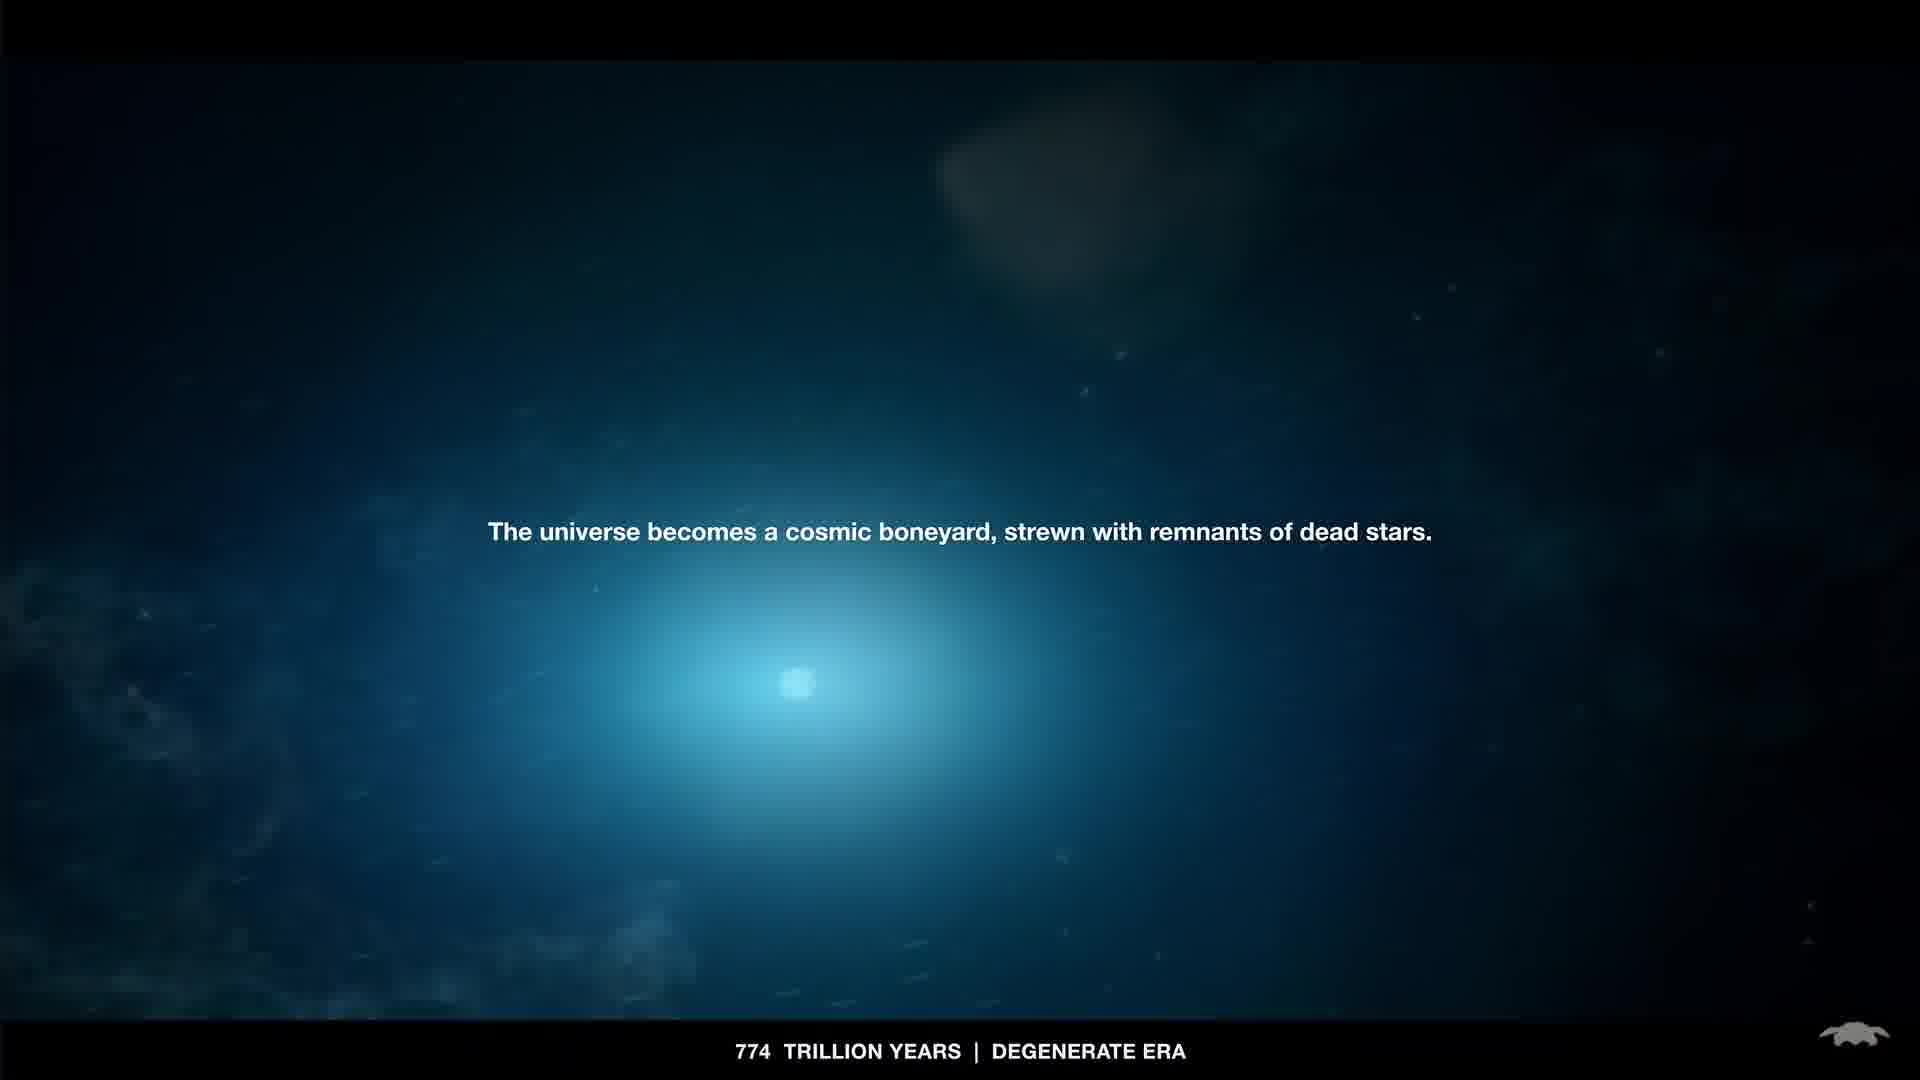 The universe becomes a cosmic boneyard, strewn with remnants of dead stars.
774 TRILLION YEARS | DEGENERATE ERA